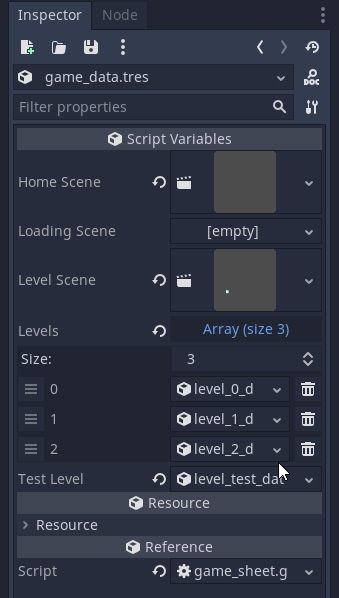 Inspector Node
game_data.tres
DOC
Filter properties
Script Variables
Home Scene
Loading Scene [empty]
Level Scene
Levels Array (size 3)
Size: 3
0 level_0_d
1 level_1_d
2 level_2_d
Test Level level_test_dat
Resource
Resource
Reference
Script game_sheet.g